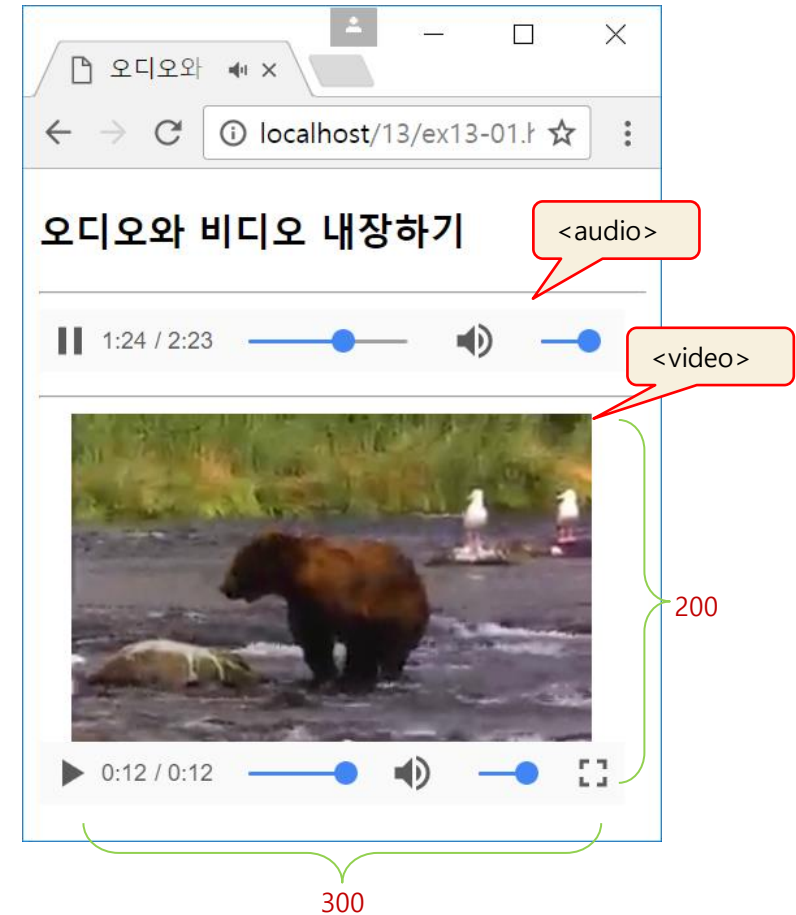 오디오와
localhost/13/ex13-01.h
오디오와 비디오 내장하기
<audio>
1:24 / 2:23
<video>
200
0:12 / 0:12
300